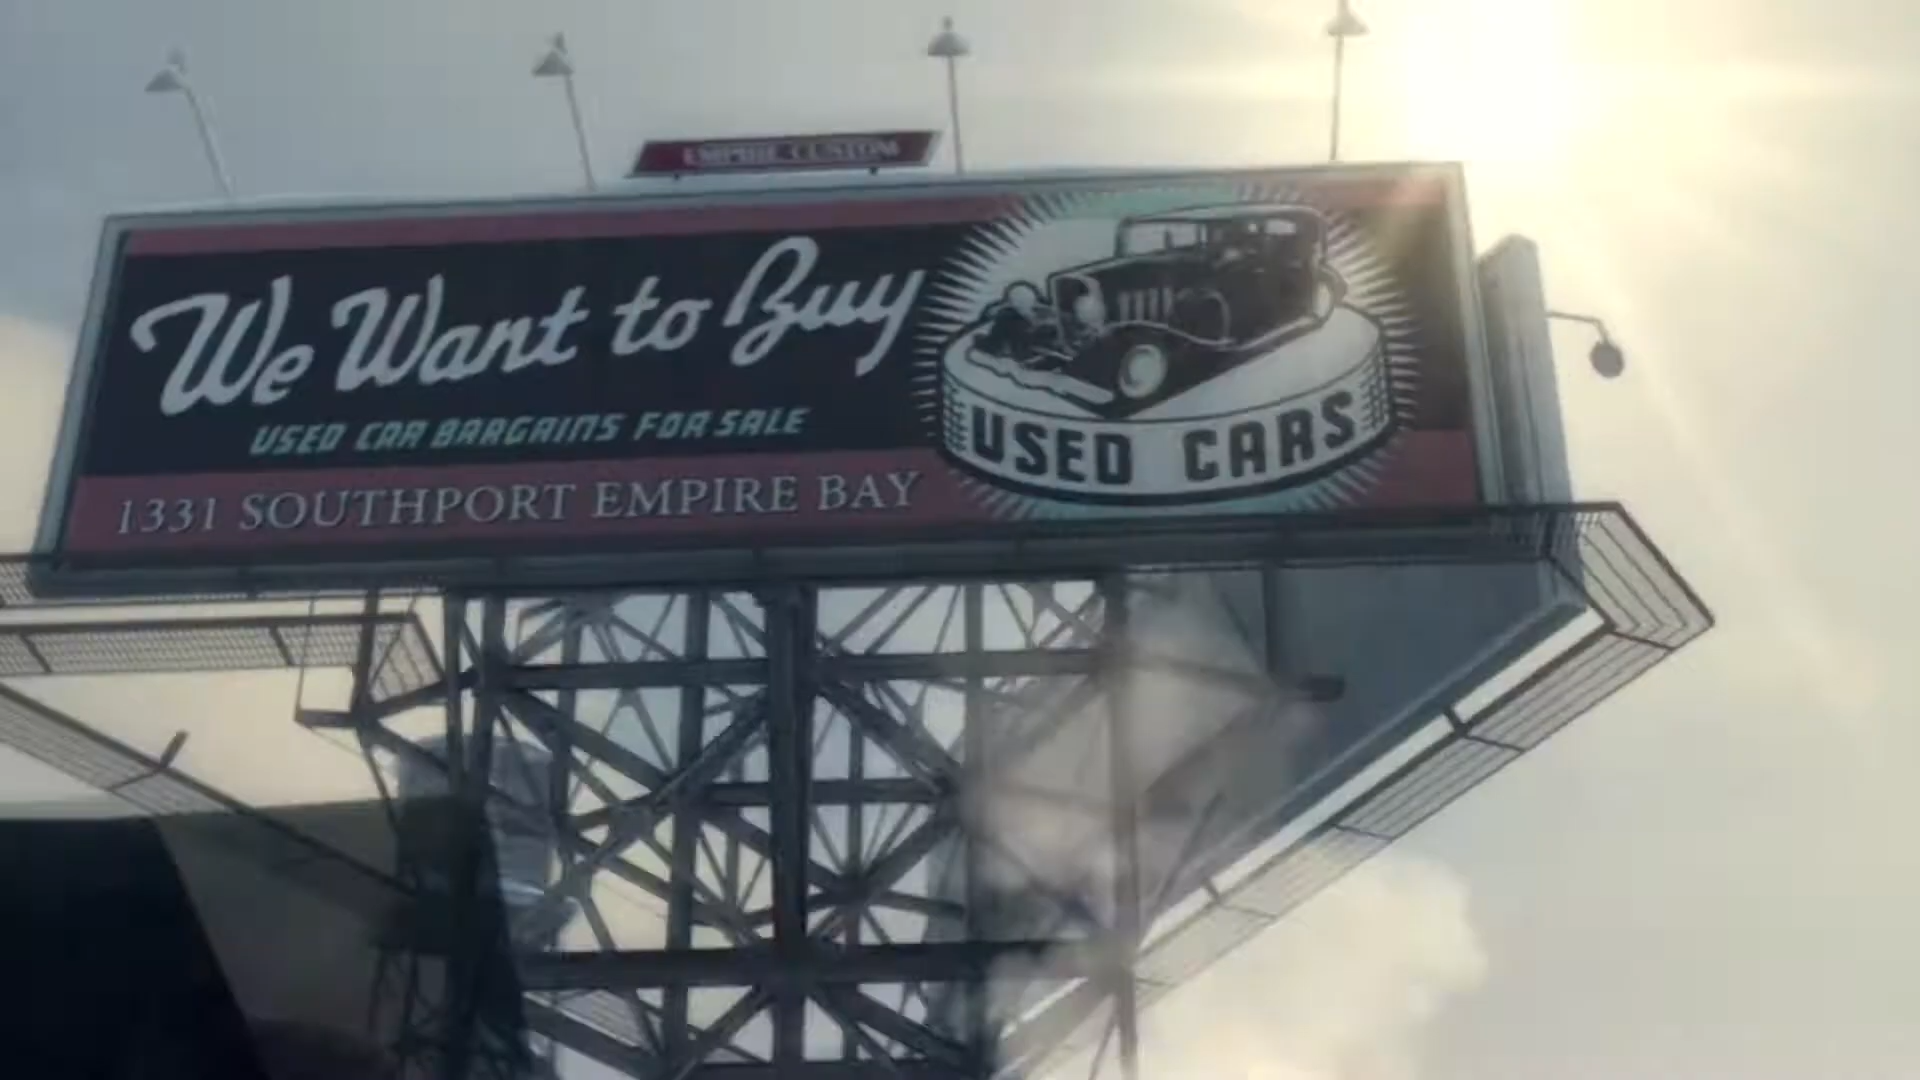 EMPIRE CUSTOM
We Want to Buy
USED CAR BARGAINS FOR SALE
1331 SOUTHPORT EMPIRE BAY
USED CARS